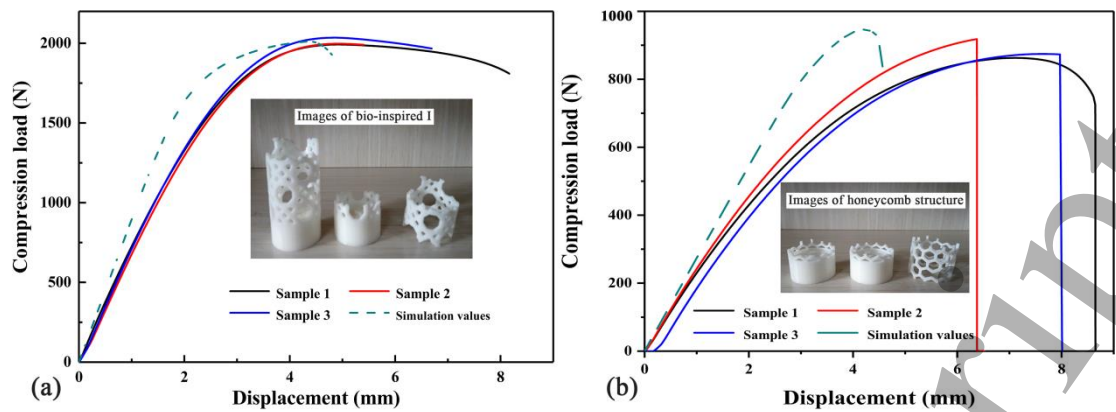 2000
1500
1000
500
0
Compression load (N)
Images of bio-inspired I
Sample 1
Sample 2
Sample 3
Simulation values
0
2
4
6
8
(a)
Displacement (mm)
800
600
400
200
0
Compression load (N)
Images of honeycomb structure
Sample 1
Sample 2
Sample 3
Simulation values
0
2
4
6
8
(b)
Displacement (mm)